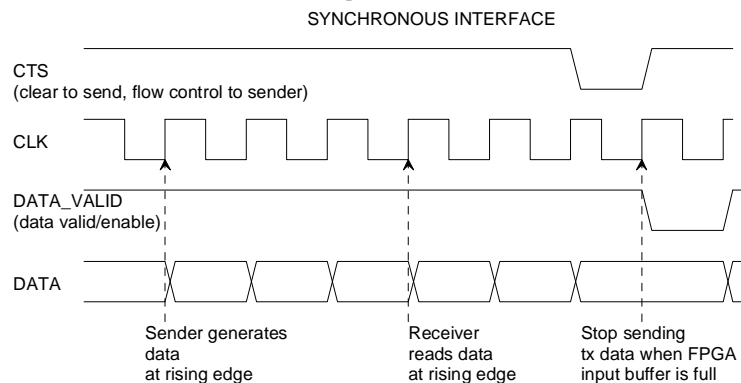 SYNCHRONOUS INTERFACE
CTS
(clear to send, flow control to sender)
CLK
DATA_VALID
(data valid/enable)
DATA
Sender generates
data
at rising edge
Receiver
reads data
at rising edge
Stop sending
tx data when FPGA
input buffer is full